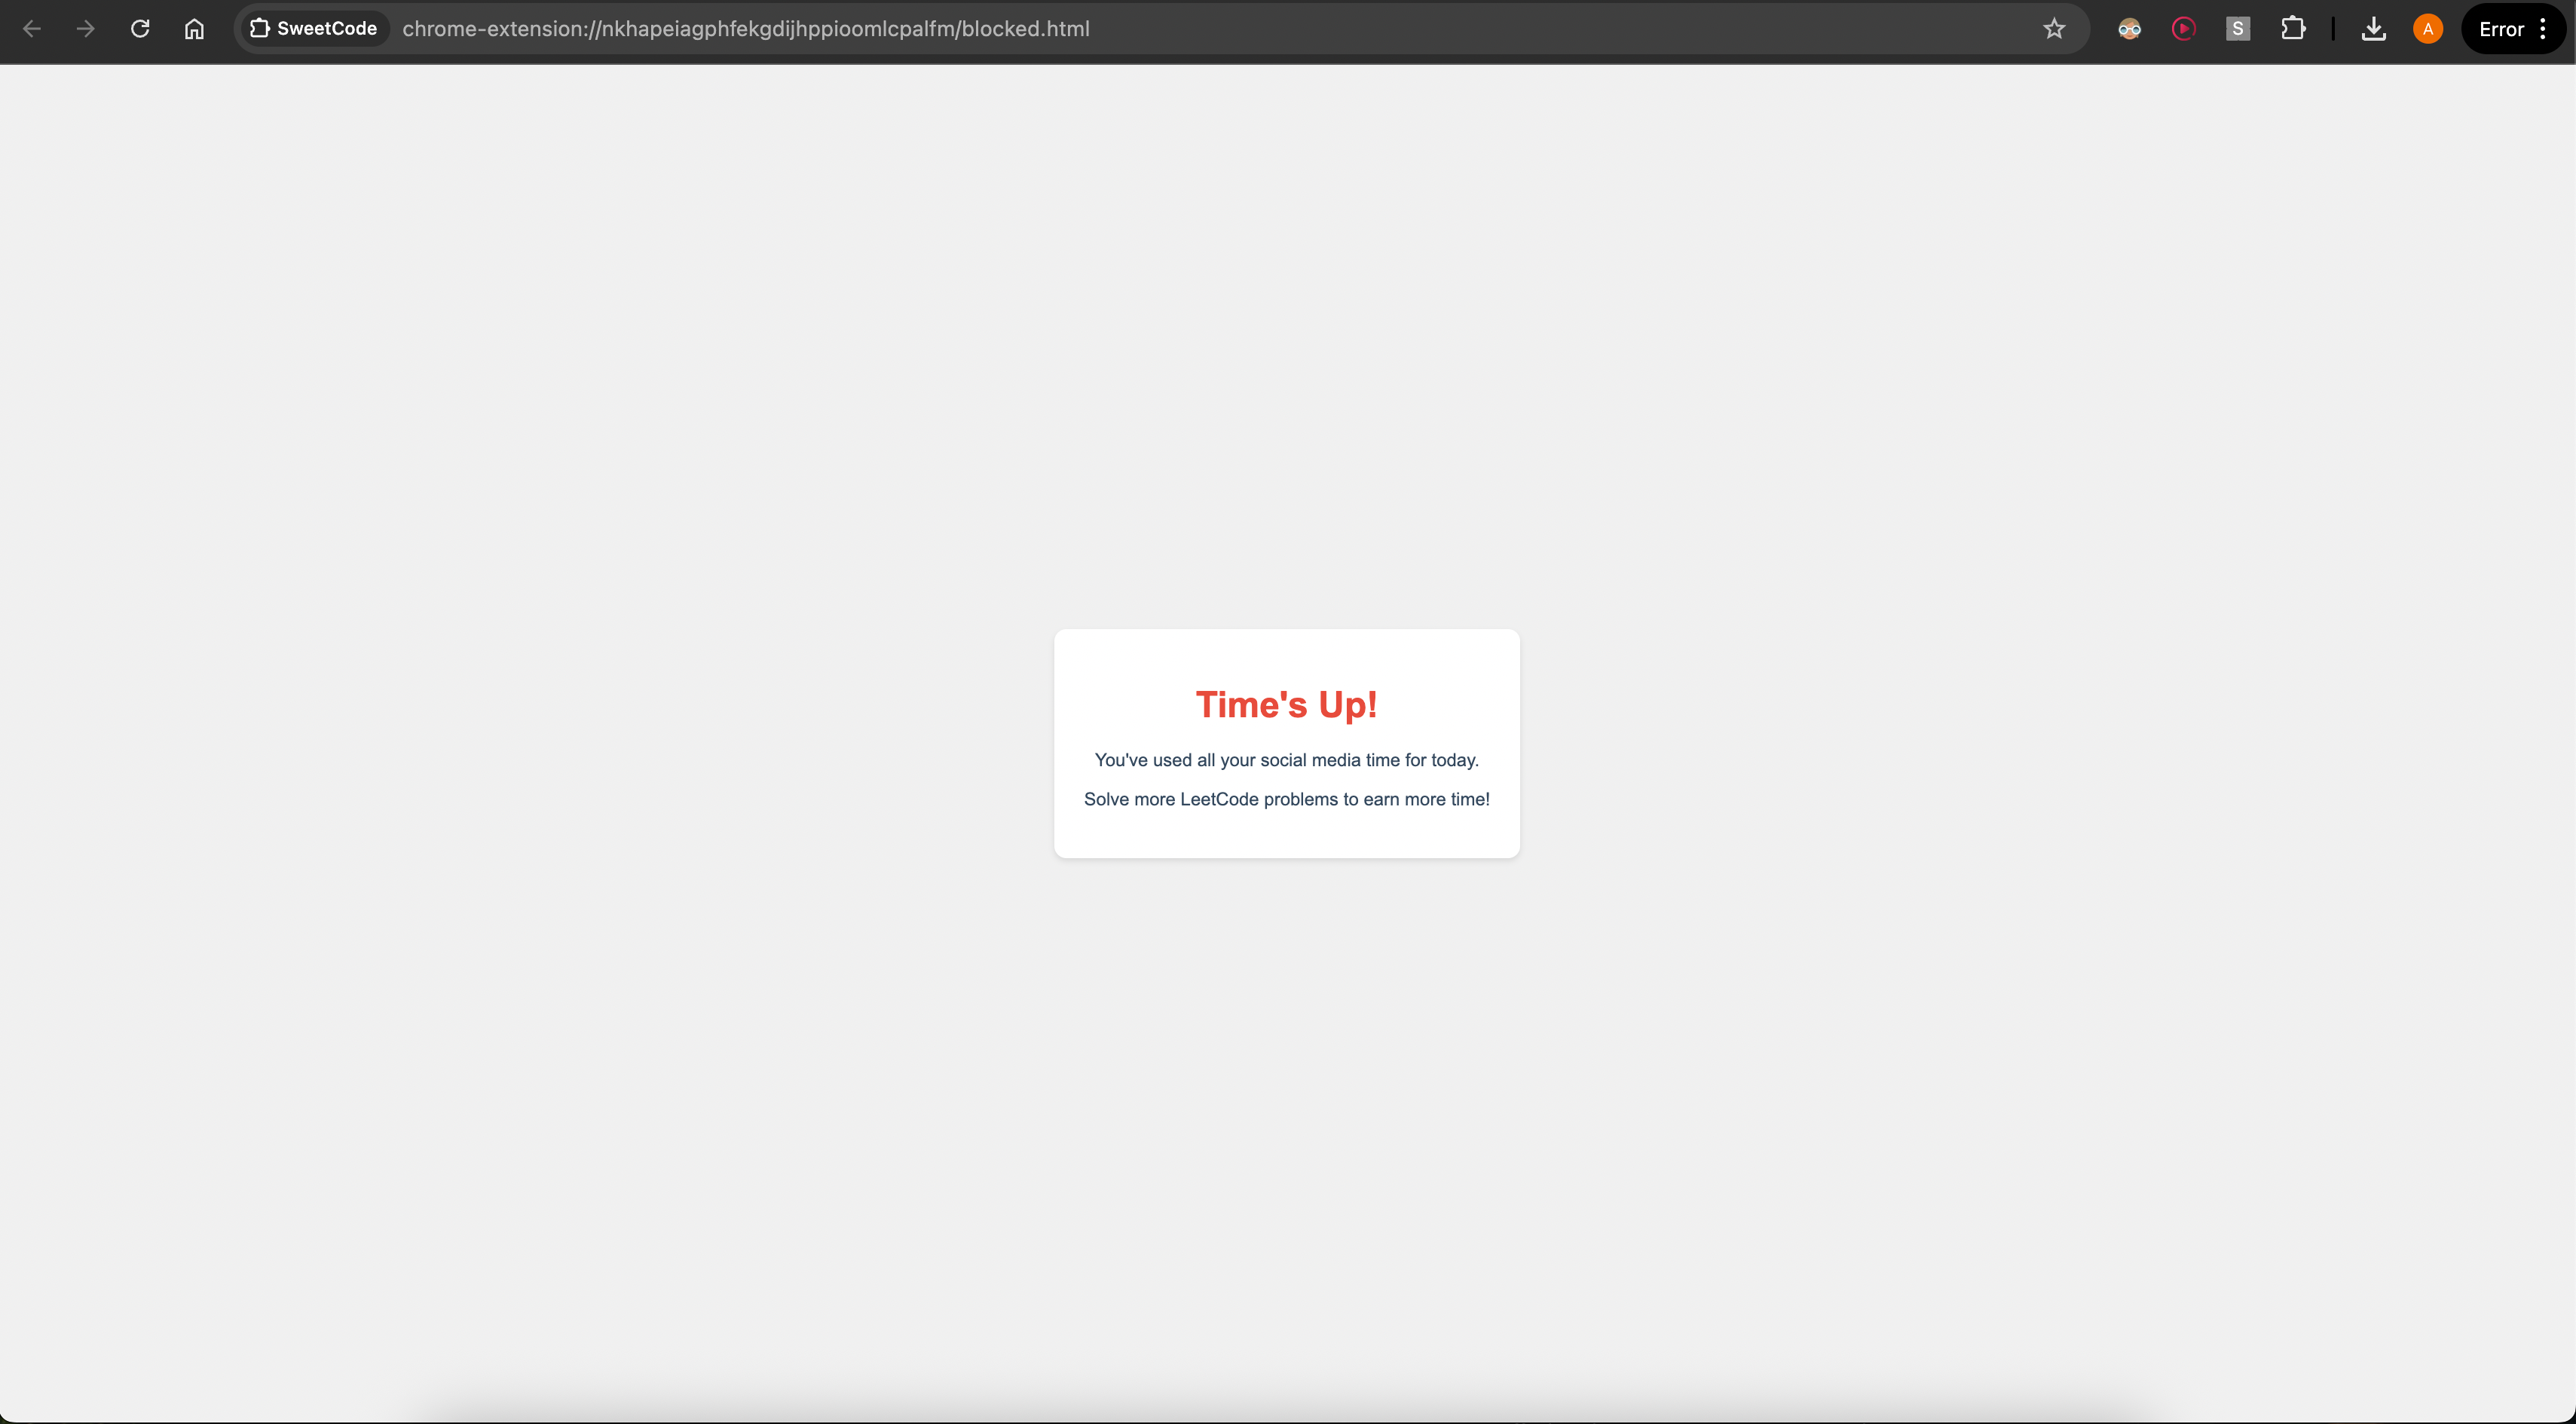 SweetCode
chrome-extension://nkhapeiagphfekgdijhppioomlcpalfm/blocked.html
S
A
Error
Time's Up!
You've used all your social media time for today.
Solve more LeetCode problems to earn more time!